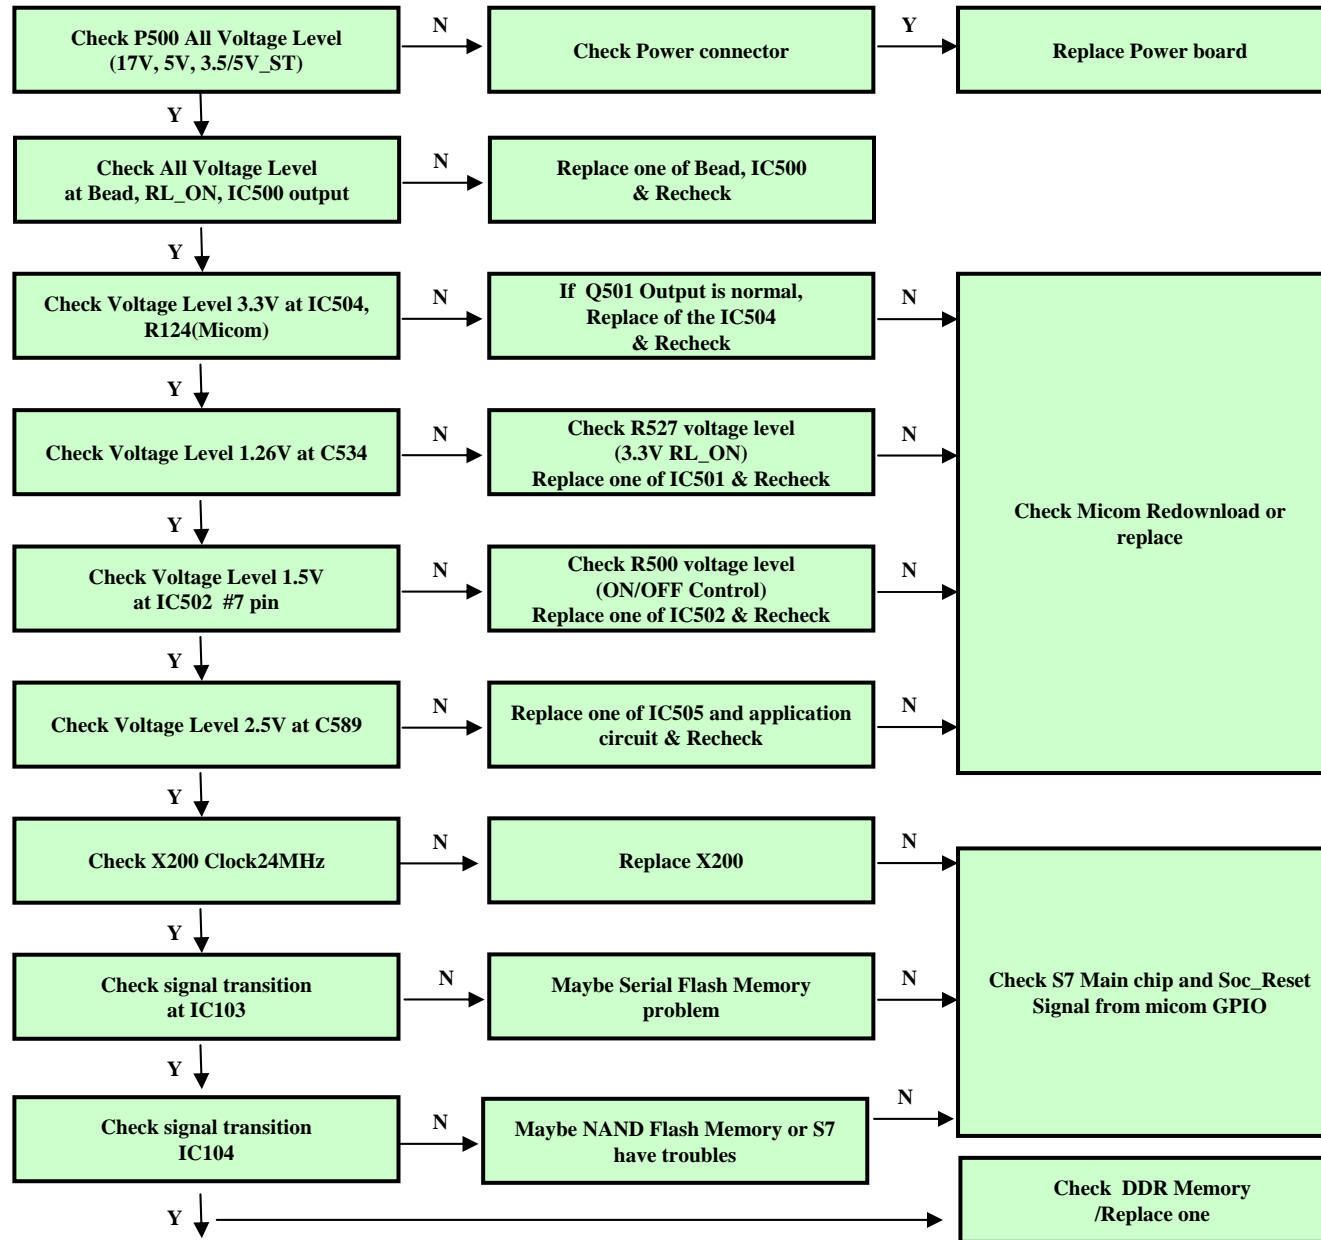 Check P500 All Voltage Level
(17V, 5V, 3.5/5V_ST)
N
Check Power connector
Y
Replace Power board
Y
Check All Voltage Level
at Bead, RL_ON, IC500 output
N
Replace one of Bead, IC500
& Recheck
Y
Check Voltage Level 3.3V at IC504,
R124(Micom)
N
If Q501 Output is normal,
Replace of the IC504
& Recheck
N
Check Micom Redownload or
replace
Y
Check Voltage Level 1.26V at C534
N
Check R527 voltage level
(3.3V RL_ON)
Replace one of IC501 & Recheck
N
Y
Check Voltage Level 1.5V
at IC502 #7 pin
N
Check R500 voltage level
(ON/OFF Control)
Replace one of IC502 & Recheck
N
Y
Check Voltage Level 2.5V at C589
N
Replace one of IC505 and application
circuit & Recheck
N
Y
Check X200 Clock24MHz
N
Replace X200
N
Check S7 Main chip and Soc_Reset
Signal from micom GPIO
Y
Check signal transition
at IC103
N
Maybe Serial Flash Memory
problem
N
Y
Check signal transition
IC104
N
Maybe NAND Flash Memory or S7
have troubles
N
Y
Check DDR Memory
/Replace one